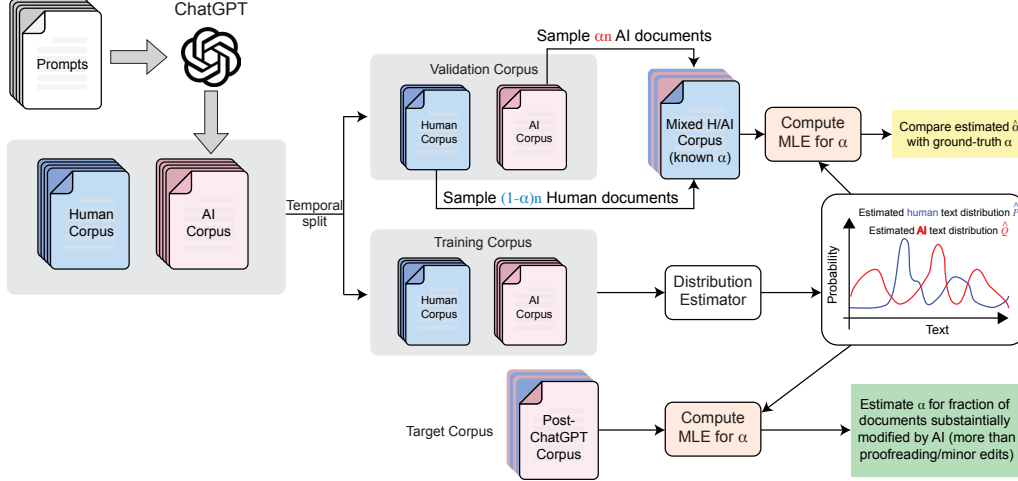 ChatGPT
Prompts
Human
Corpus
AI
Corpus
Temporal
split
Validation Corpus
Human
Corpus
AI
Corpus
Sample αn AI documents
Sample (1-α)n Human documents
Mixed H/AI
Corpus
(known α)
Compute
MLE for α
Compare estimated α̂
with ground-truth α
Training Corpus
Human
Corpus
AI
Corpus
Distribution
Estimator
Estimated human text distribution P̂
Estimated AI text distribution Q̂
Probability
Text
Target Corpus
Post-
ChatGPT
Corpus
Compute
MLE for α
Estimate α for fraction of
documents substaintially
modified by AI (more than
proofreading/minor edits)